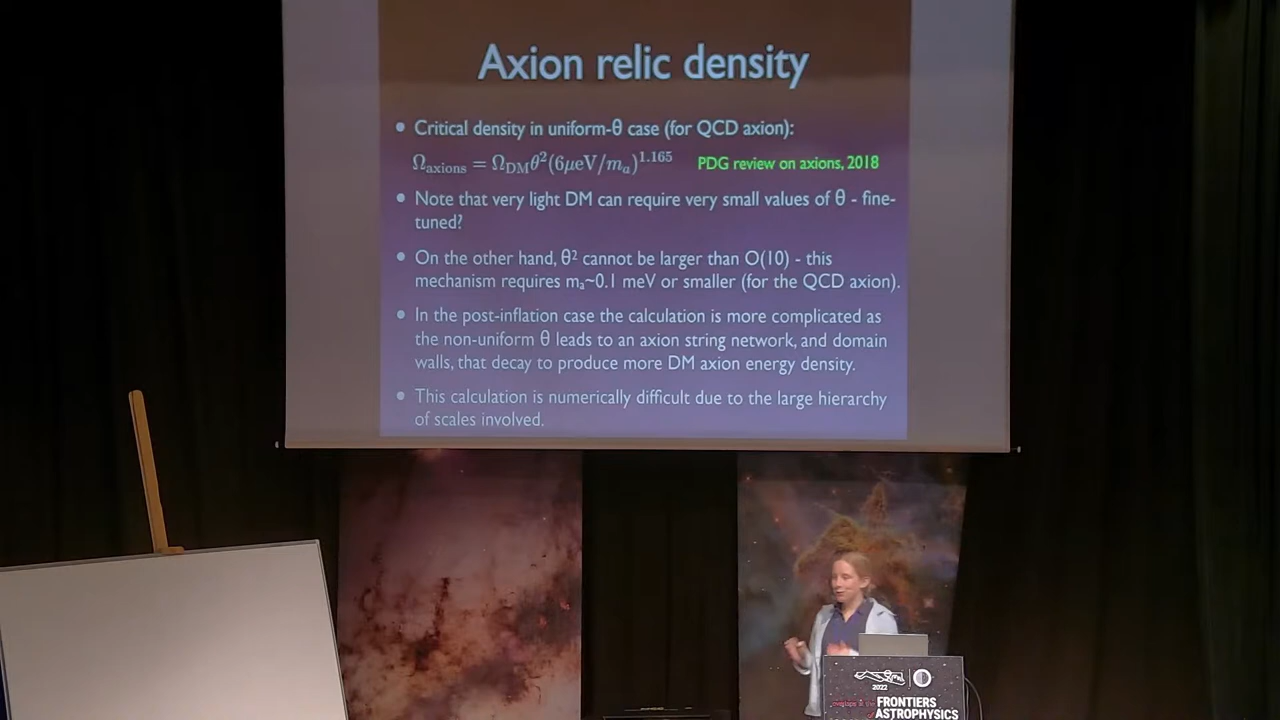 Axion relic density
• Critical density in uniform-θ case (for QCD axion):
Ω_axions = Ω_DM θ²(6μeV/m_a)^1.165 PDG review on axions, 2018
• Note that very light DM can require very small values of θ - fine-
tuned?
• On the other hand, θ² cannot be larger than O(10) - this
mechanism requires mₐ~0.1 meV or smaller (for the QCD axion).
• In the post-inflation case the calculation is more complicated as
the non-uniform θ leads to an axion string network, and domain
walls, that decay to produce more DM axion energy density.
• This calculation is numerically difficult due to the large hierarchy
of scales involved.
2022
FRONTIERS
ASTROPHYSICS